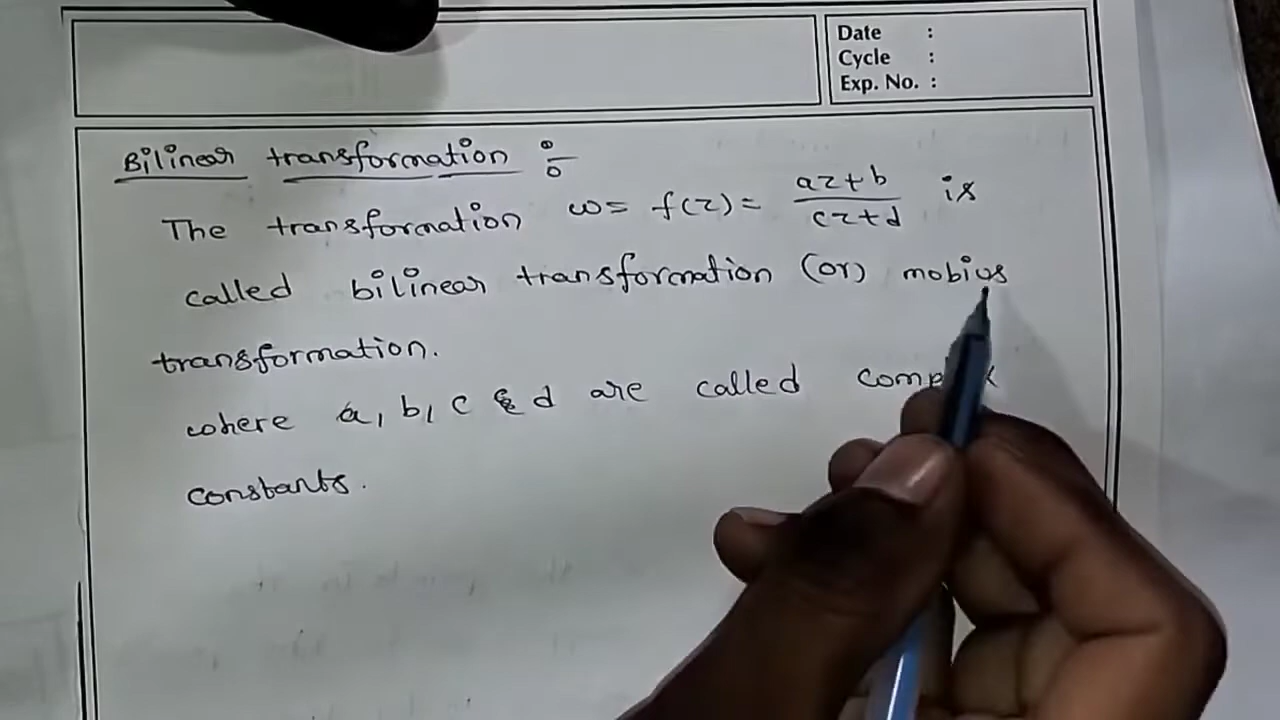 Date :
Cycle :
Exp. No. :
Bilinear transformation :
The transformation w = f(z) = az+b / cz+d is
called bilinear transformation (or) mobius
transformation.
where a, b, c & d are called
constants.